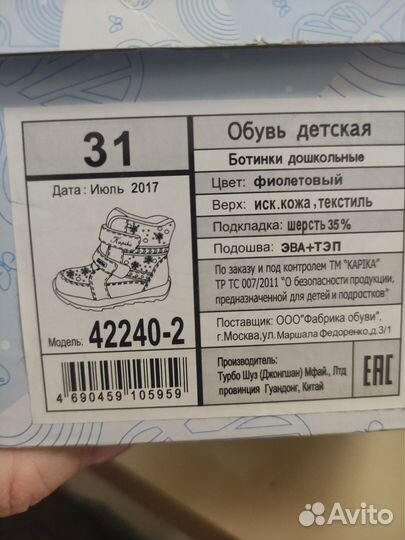 31
Дата: Июль 2017
Kapika
Модель: 42240-2
4 690459 105959
Обувь детская
Ботинки дошкольные
Цвет: фиолетовый
Верх: иск.кожа,текстиль
Подкладка: шерсть 35%
Подошва: ЭВА+ТЭП
По заказу и под контролем ТМ "KAPIKA"
ТР ТС 007/2011 "О безопасности продукции,
предназначенной для детей и подростков"
Поставщик: ООО"Фабрика обуви",
г.Москва,ул.Маршала Федоренко,д.3/1
Производитель:
Турбо Шуз (Джонгшан) Мфай., Лтд
провинция Гуандонг, Китай
EAC
Avito